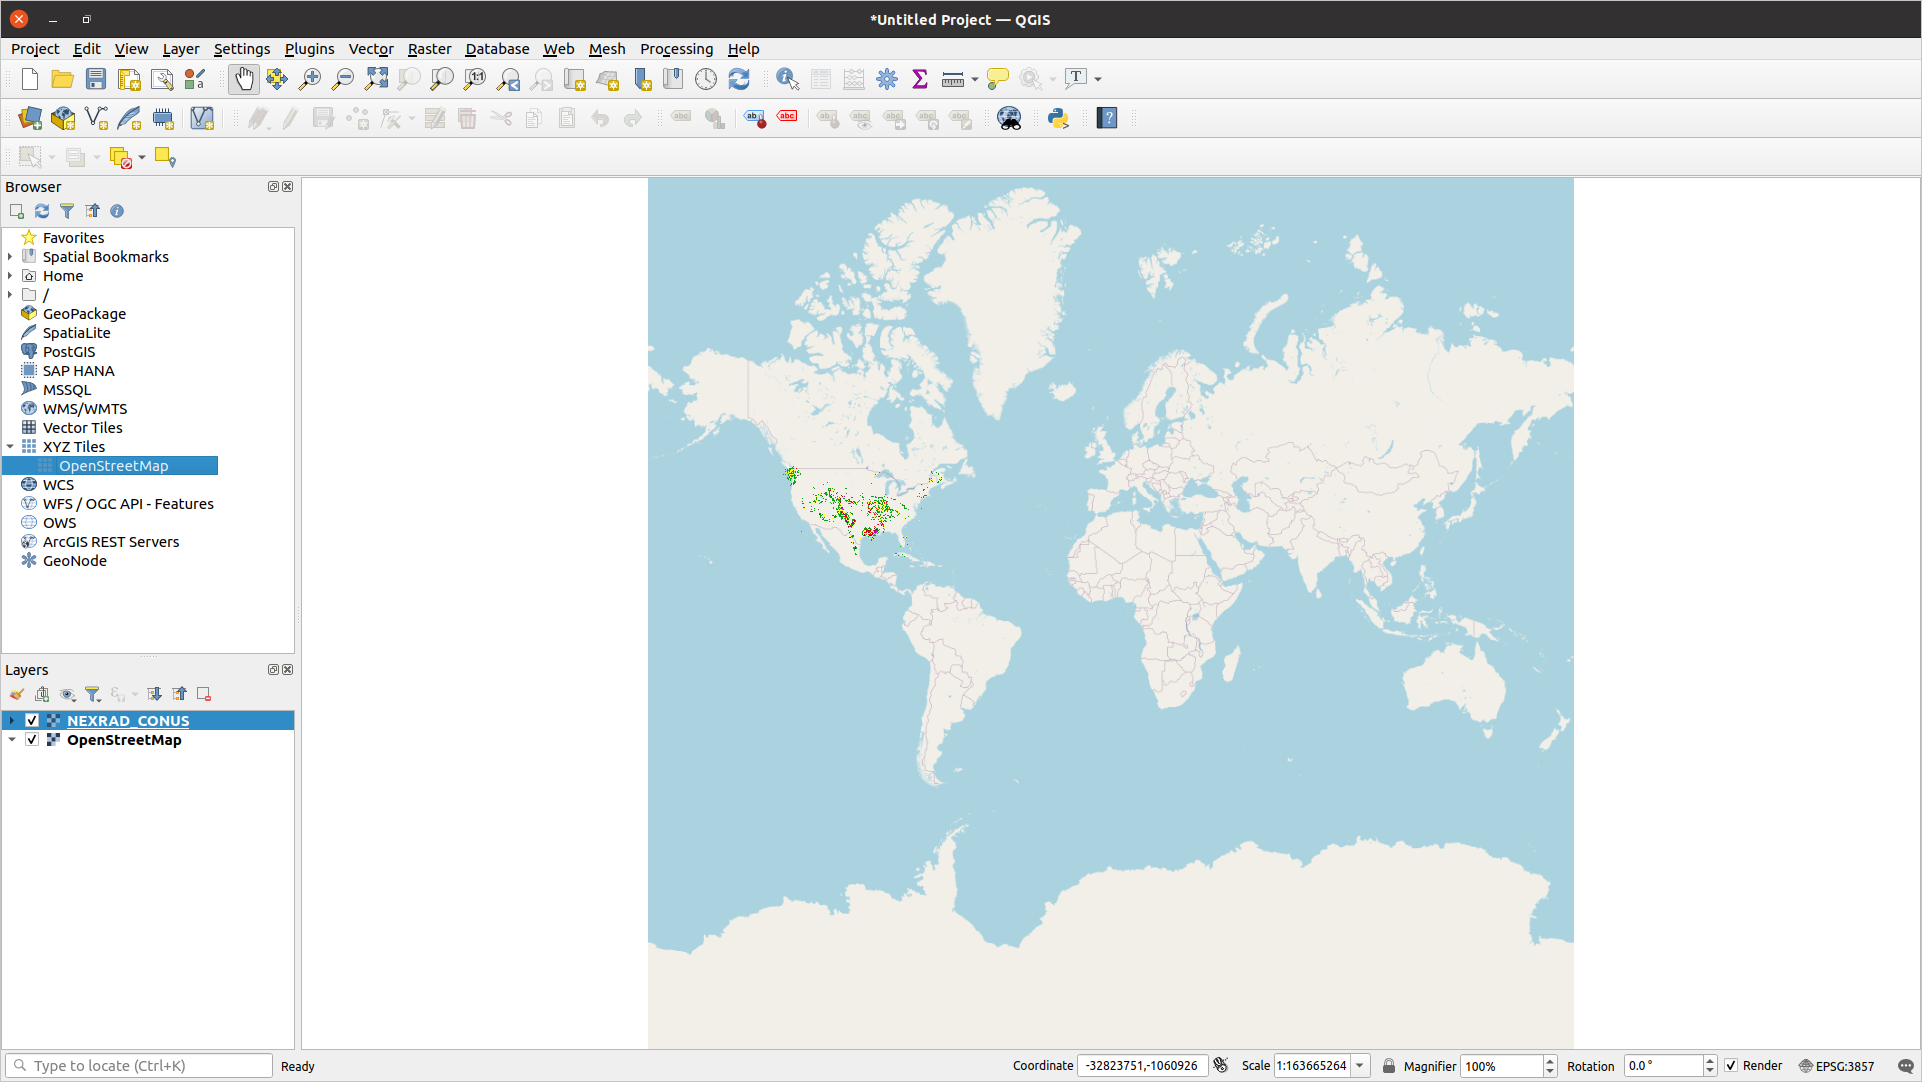 *Untitled Project — QGIS
Project Edit View Layer Settings Plugins Vector Raster Database Web Mesh Processing Help
Browser
Favorites
Spatial Bookmarks
Home
/
GeoPackage
SpatiaLite
PostGIS
SAP HANA
MSSQL
WMS/WMTS
Vector Tiles
XYZ Tiles
OpenStreetMap
WCS
WFS / OGC API - Features
OWS
ArcGIS REST Servers
GeoNode
Layers
NEXRAD_CONUS
OpenStreetMap
Type to locate (Ctrl+K) Ready Coordinate -32823751,-1060926 Scale 1:163665264 Magnifier 100% Rotation 0.0 ° Render EPSG:3857